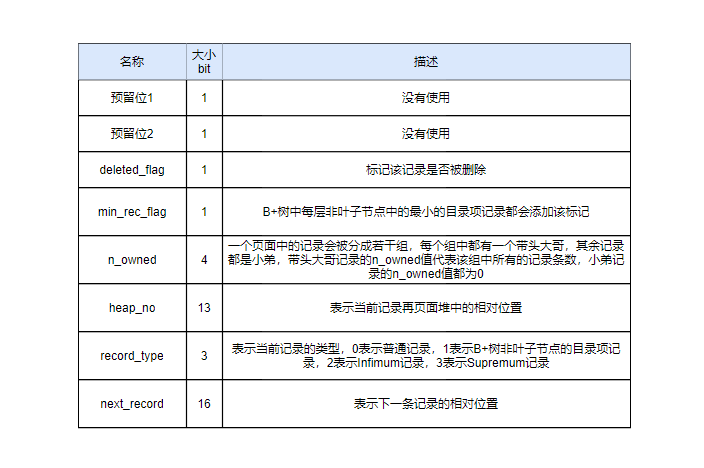 名称
大小
bit
描述
预留位1
1
没有使用
预留位2
1
没有使用
deleted_flag
1
标记该记录是否被删除
min_rec_flag
1
B+树中每层非叶子节点中的最小的目录项记录都会添加该标记
n_owned
4
一个页面中的记录会被分成若干组，每个组中都有一个带头大哥，其余记录
都是小弟，带头大哥记录的n_owned值代表该组中所有的记录条数，小弟记
录的n_owned值都为0
heap_no
13
表示当前记录再页面堆中的相对位置
record_type
3
表示当前记录的类型，0表示普通记录，1表示B+树非叶子节点的目录项记
录，2表示Infimum记录，3表示Supremum记录
next_record
16
表示下一条记录的相对位置